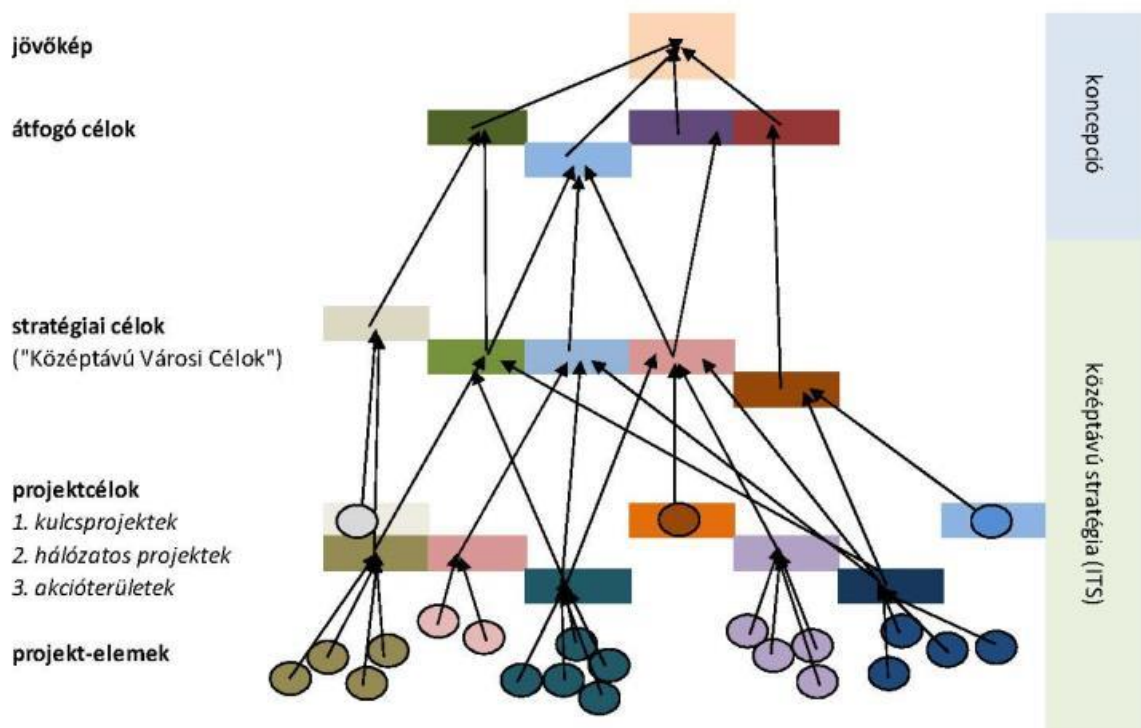 jövőkép
átfogó célok
stratégiai célok
("Középtávú Városi Célok")
projektcélok
1. kulcsprojektek
2. hálózatos projektek
3. akcióterületek
projekt-elemek
koncepció
középtávú stratégia (ITS)